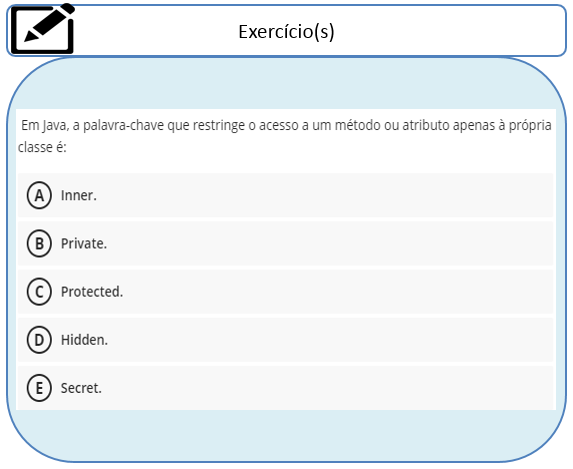 Exercício(s)
Em Java, a palavra-chave que restringe o acesso a um método ou atributo apenas à própria
classe é:
A Inner.
B Private.
C Protected.
D Hidden.
E Secret.